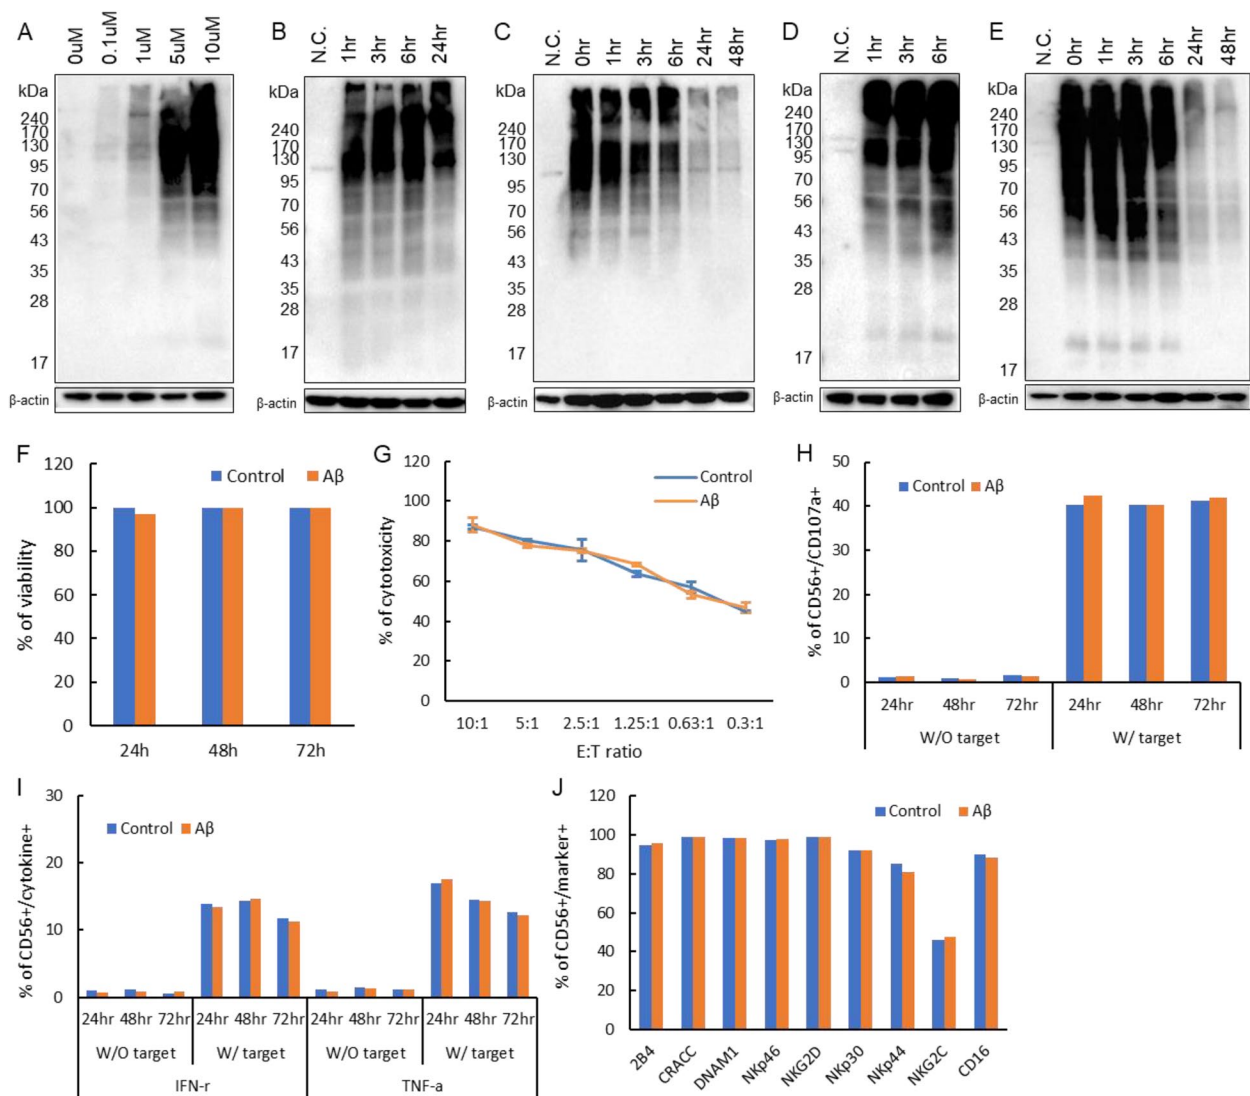 A
0uM
0.1uM
1uM
5uM
10uM
kDa
240
170
130
95
70
56
43
35
28
17
β-actin
B
N.C.
1hr
3hr
6hr
24hr
kDa
240
170
130
95
70
56
43
35
28
17
β-actin
C
N.C.
0hr
1hr
3hr
6hr
24hr
48hr
kDa
240
170
130
95
70
56
43
35
28
17
β-actin
D
N.C.
1hr
3hr
6hr
kDa
240
170
130
95
70
56
43
35
28
17
β-actin
E
N.C.
0hr
1hr
3hr
6hr
24hr
48hr
kDa
240
170
130
95
70
56
43
35
28
17
β-actin
F
% of viability
120
100
80
60
40
20
0
Control Aβ
24h 48h 72h
G
% of cytotoxicity
120
100
80
60
40
20
0
Control
Aβ
10:1 5:1 2.5:1 1.25:1 0.63:1 0.3:1
E:T ratio
H
% of CD56+/CD107a+
50
40
30
20
10
0
Control Aβ
24hr 48hr 72hr 24hr 48hr 72hr
W/O target W/ target
I
% of CD56+/cytokine+
30
20
10
0
Control Aβ
24hr 48hr 72hr 24hr 48hr 72hr 24hr 48hr 72hr 24hr 48hr 72hr
W/O target W/ target W/O target W/ target
IFN-r TNF-a
J
% of CD56+/marker+
120
100
80
60
40
20
0
Control Aβ
2B4 CRACC DNAM1 NKp46 NKG2D NKp30 NKp44 NKG2C CD16